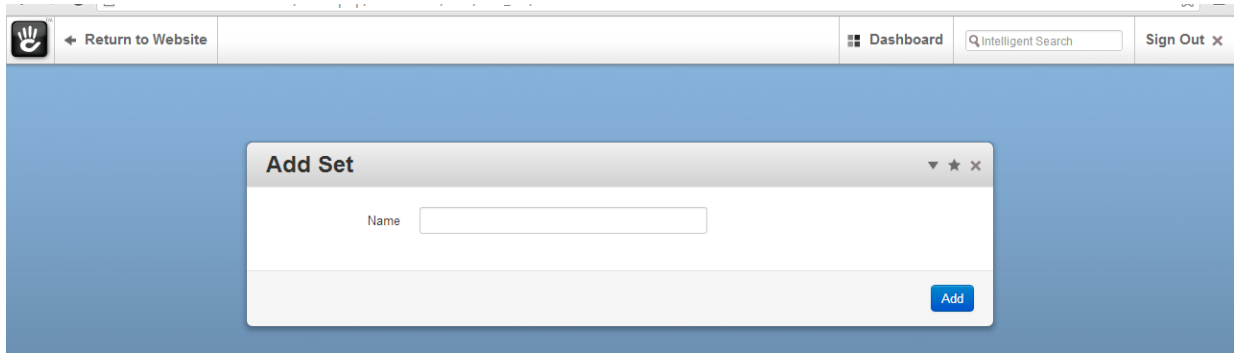 Return to Website
Dashboard
Intelligent Search
Sign Out
Add Set
Name
Add